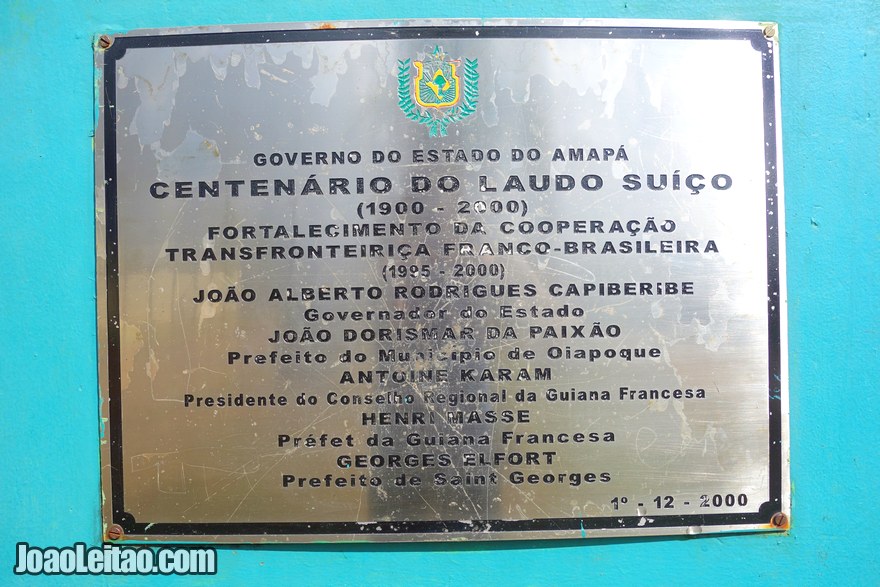 GOVERNO DO ESTADO DO AMAPÁ
CENTENÁRIO DO LAUDO SUÍÇO
(1900 - 2000)
FORTALECIMENTO DA COOPERAÇÃO
TRANSFRONTEIRIÇA FRANCO-BRASILEIRA
(1995 - 2000)
JOÃO ALBERTO RODRIGUES CAPIBERIBE
Governador do Estado
JOÃO DORISMAR DA PAIXÃO
Prefeito do Município de Oiapoque
ANTOINE KARAM
Presidente do Conselho Regional da Guiana Francesa
HENRI MASSE
Préfet da Guiana Francesa
GEORGES ELFORT
Prefeito de Saint Georges
1º - 12 - 2000
JoaoLeitao.com